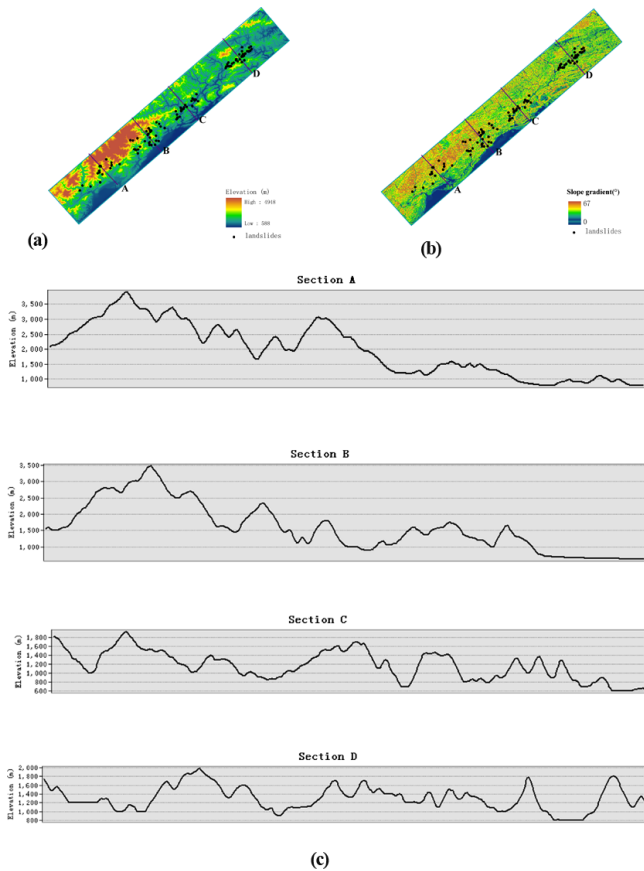 D
C
B
A
Elevation (m)
High : 4948
Low : 500
landslides
(a)
D
C
B
A
Slope gradient(°)
67
0
landslides
(b)
Section A
Elevation (m)
3,500
3,000
2,500
2,000
1,500
1,000
Section B
Elevation (m)
3,500
3,000
2,500
2,000
1,500
1,000
Section C
Elevation (m)
1,800
1,600
1,400
1,200
1,000
800
600
Section D
Elevation (m)
2,000
1,800
1,600
1,400
1,200
1,000
800
(c)